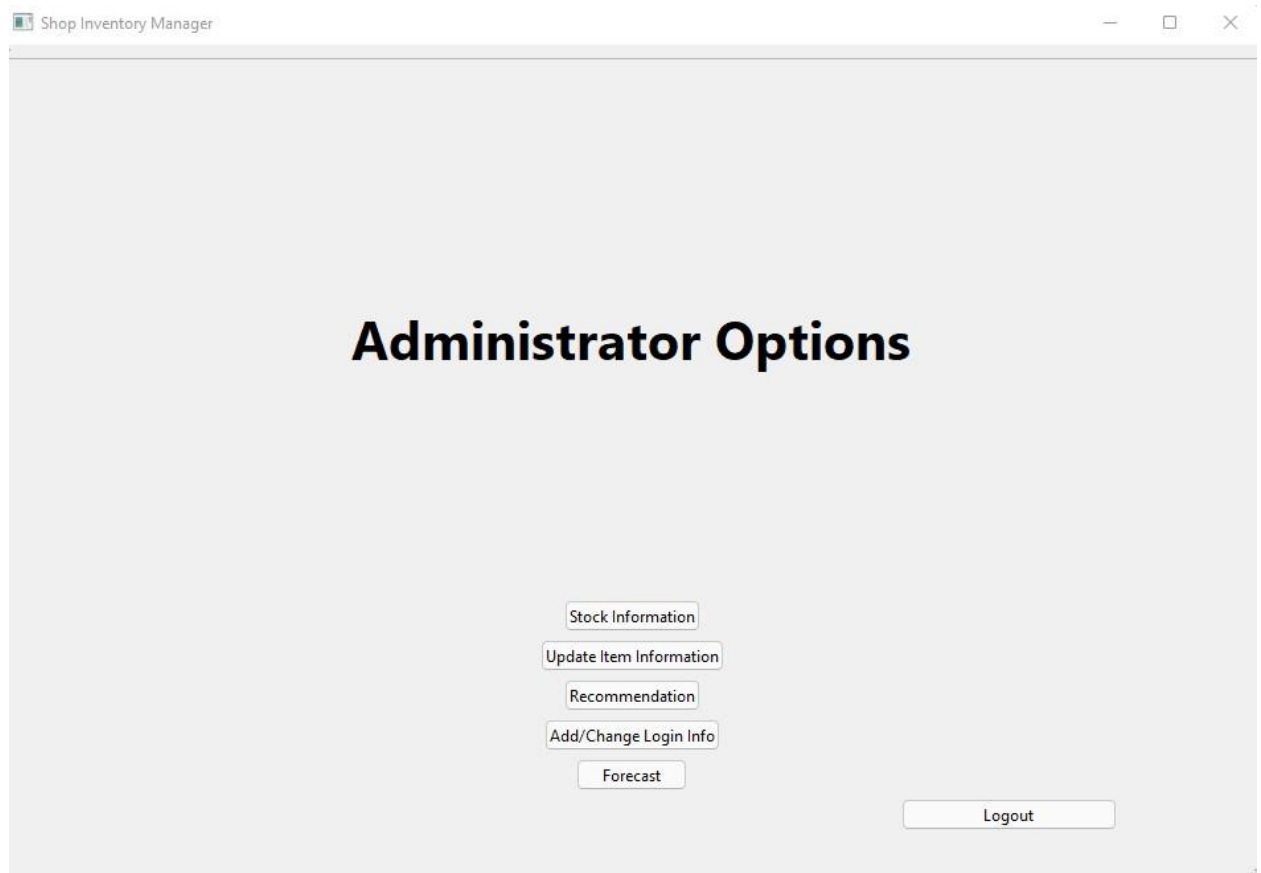 Shop Inventory Manager
Administrator Options
Stock Information
Update Item Information
Recommendation
Add/Change Login Info
Forecast
Logout